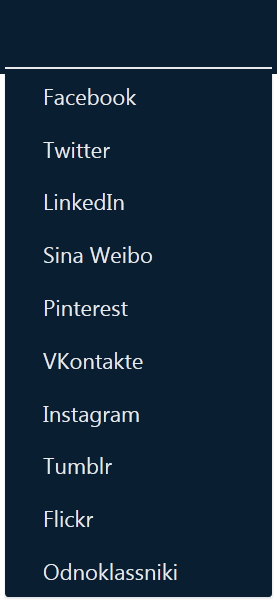 Facebook
Twitter
LinkedIn
Sina Weibo
Pinterest
VKontakte
Instagram
Tumblr
Flickr
Odnoklassniki